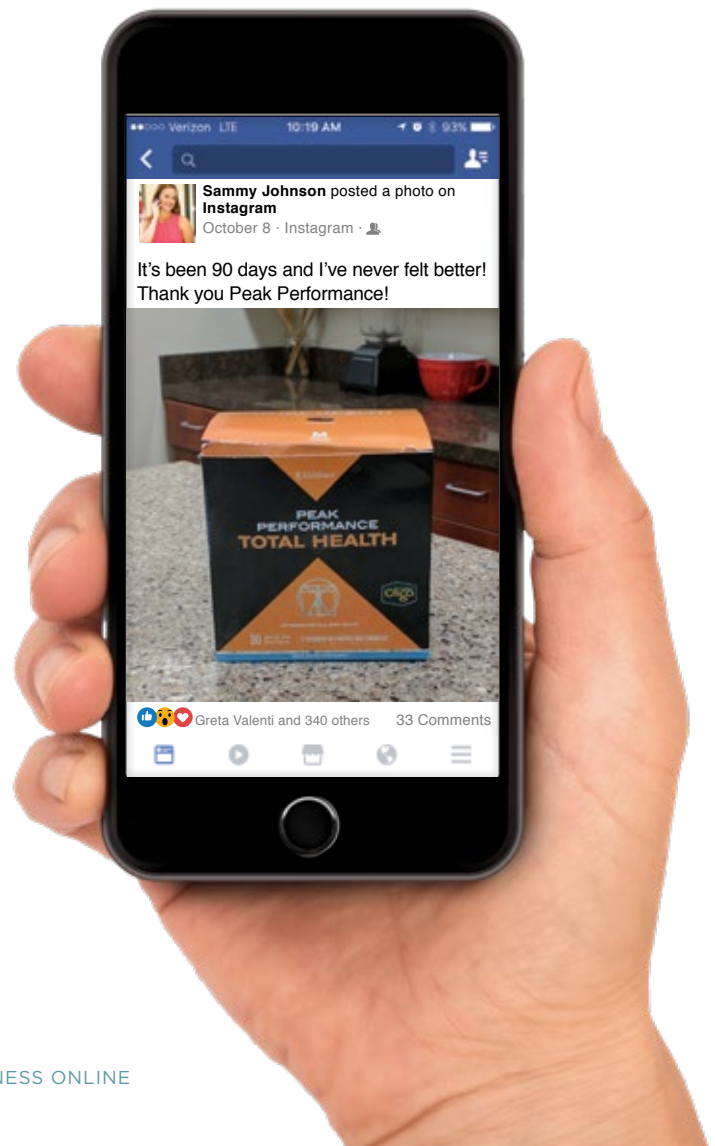 Verizon LTE 10:19 AM 93%
Sammy Johnson posted a photo on
Instagram
October 8 · Instagram ·
It's been 90 days and I've never felt better!
Thank you Peak Performance!
PEAK
PERFORMANCE
TOTAL HEALTH
Oligo
30
Greta Valenti and 340 others 33 Comments
NESS ONLINE